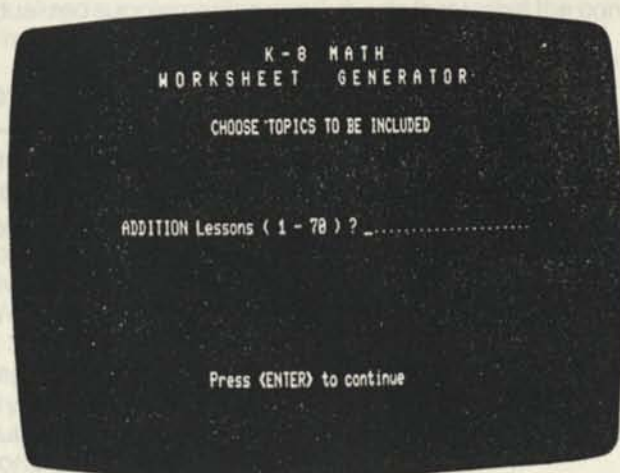 K-8 MATH
WORKSHEET GENERATOR
CHOOSE TOPICS TO BE INCLUDED
ADDITION Lessons ( 1 - 70 ) ? _......................
Press <ENTER> to continue